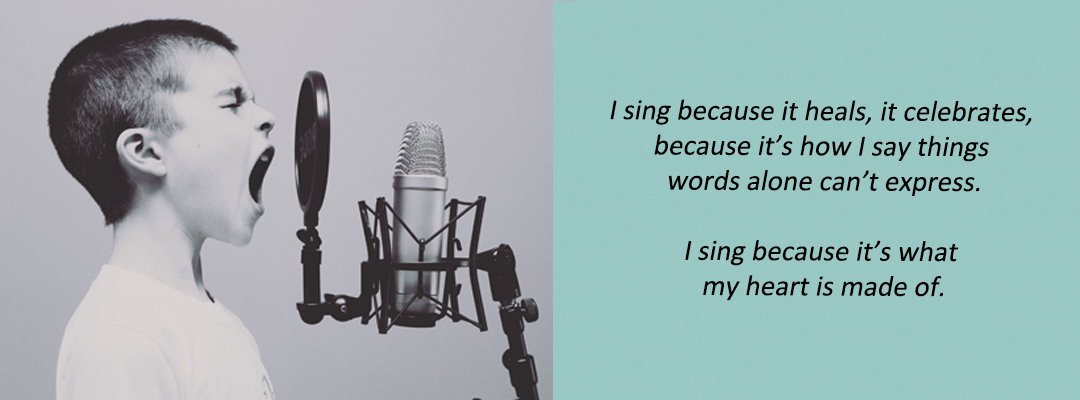 I sing because it heals, it celebrates,
because it’s how I say things
words alone can’t express.
I sing because it’s what
my heart is made of.